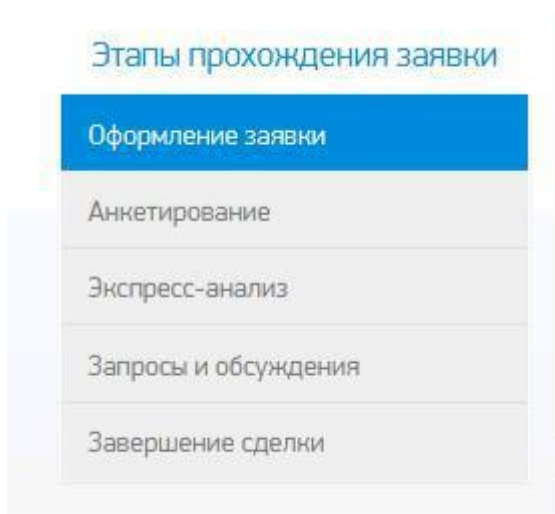 Этапы прохождения заявки
Оформление заявки
Анкетирование
Экспресс-анализ
Запросы и обсуждения
Завершение сделки